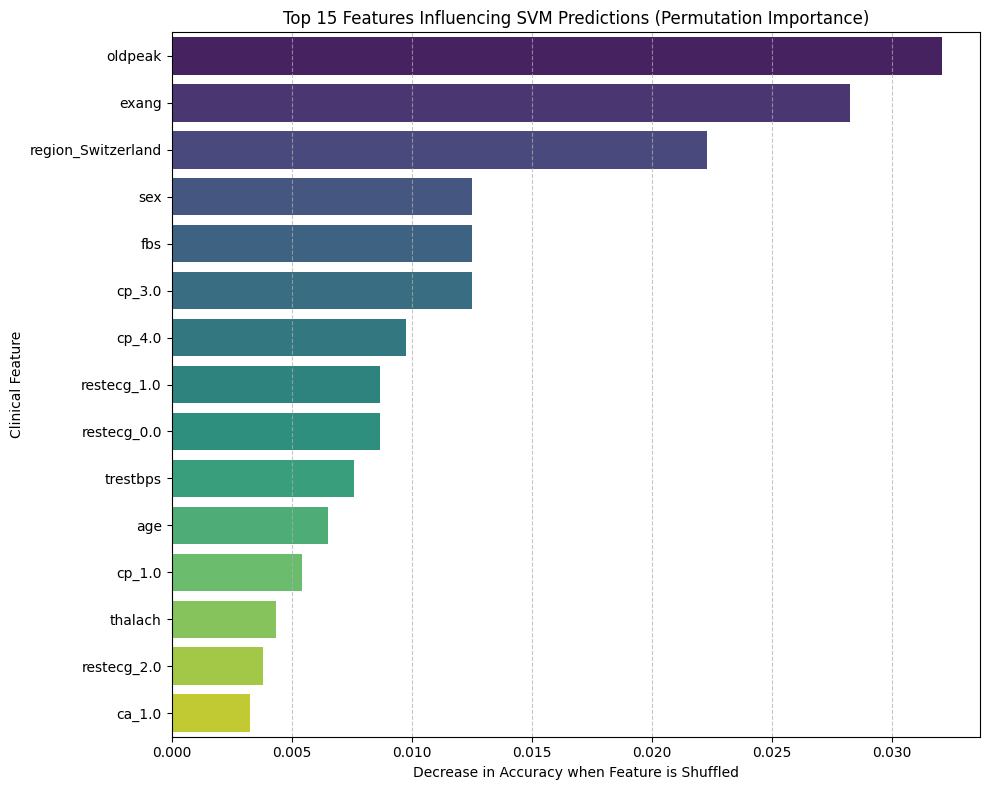 Top 15 Features Influencing SVM Predictions (Permutation Importance)
Clinical Feature
oldpeak
exang
region_Switzerland
sex
fbs
cp_3.0
cp_4.0
restecg_1.0
restecg_0.0
trestbps
age
cp_1.0
thalach
restecg_2.0
ca_1.0
0.000 0.005 0.010 0.015 0.020 0.025 0.030
Decrease in Accuracy when Feature is Shuffled